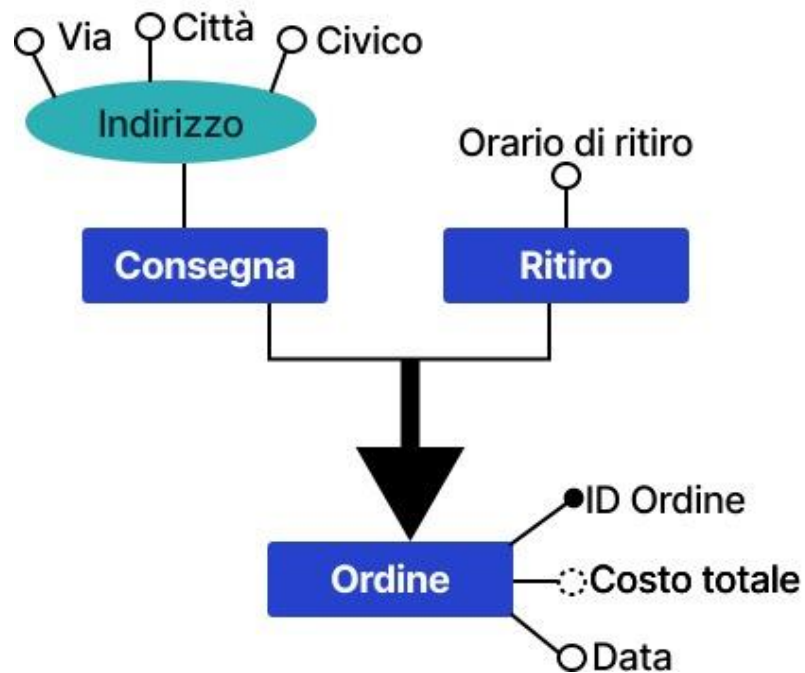 Via
Città
Civico
Indirizzo
Orario di ritiro
Consegna
Ritiro
ID Ordine
Ordine
Costo totale
Data